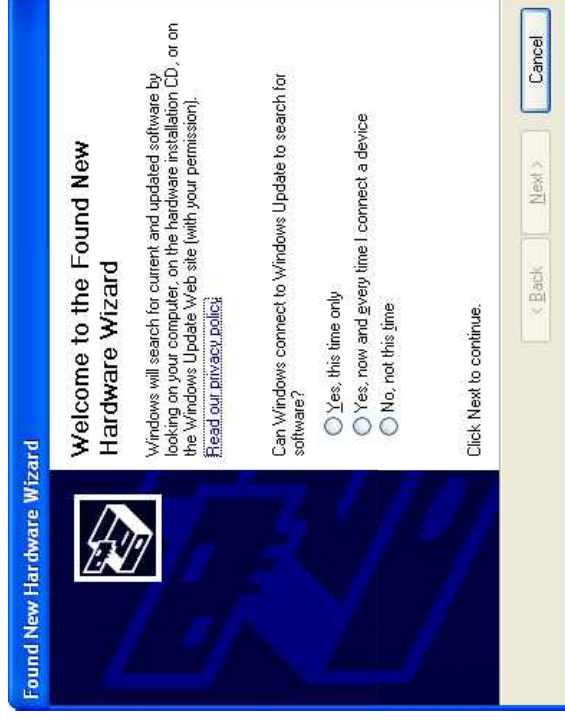 Found New Hardware Wizard
Welcome to the Found New
Hardware Wizard
Windows will search for current and updated software by
looking on your computer, on the hardware installation CD, or on
the Windows Update Web site (with your permission).
Read our privacy policy
Can Windows connect to Windows Update to search for
software?
Yes, this time only
Yes, now and every time I connect a device
No, not this time
Click Next to continue.
< Back Next > Cancel